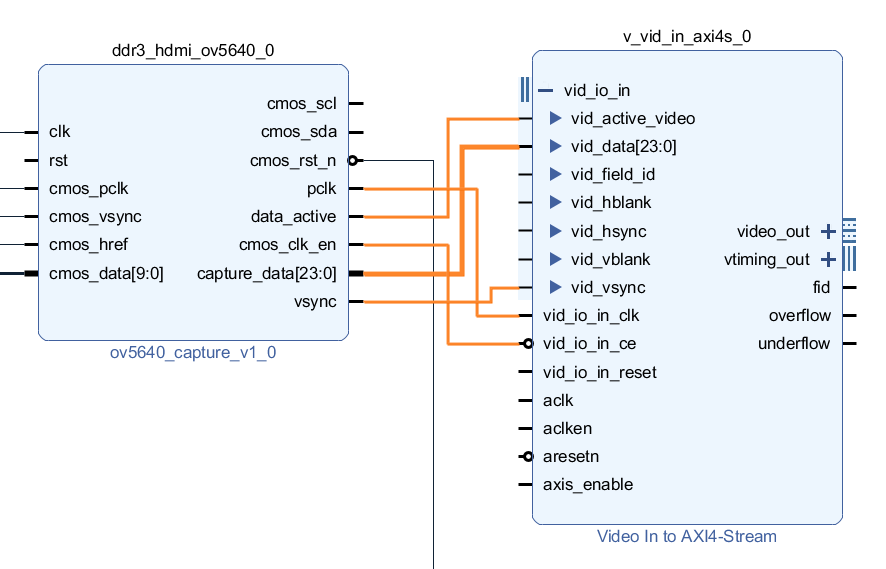 ddr3_hdmi_ov5640_0
clk
rst
cmos_pclk
cmos_vsync
cmos_href
cmos_data[9:0]
cmos_scl
cmos_sda
cmos_rst_n
pclk
data_active
cmos_clk_en
capture_data[23:0]
vsync
ov5640_capture_v1_0
v_vid_in_axi4s_0
vid_io_in
vid_active_video
vid_data[23:0]
vid_field_id
vid_hblank
vid_hsync
vid_vblank
vid_vsync
vid_io_in_clk
vid_io_in_ce
vid_io_in_reset
aclk
aclken
aresetn
axis_enable
video_out
vtiming_out
fid
overflow
underflow
Video In to AXI4-Stream